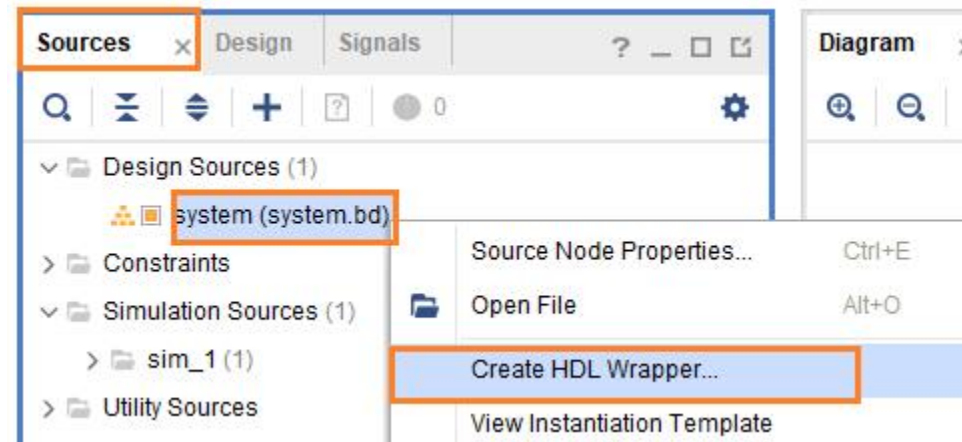 Sources Design Signals ? Diagram
0
Design Sources (1)
system (system.bd)
Source Node Properties... Ctrl+E
Constraints
Open File Alt+O
Simulation Sources (1)
sim_1 (1)
Create HDL Wrapper...
Utility Sources
View Instantiation Template